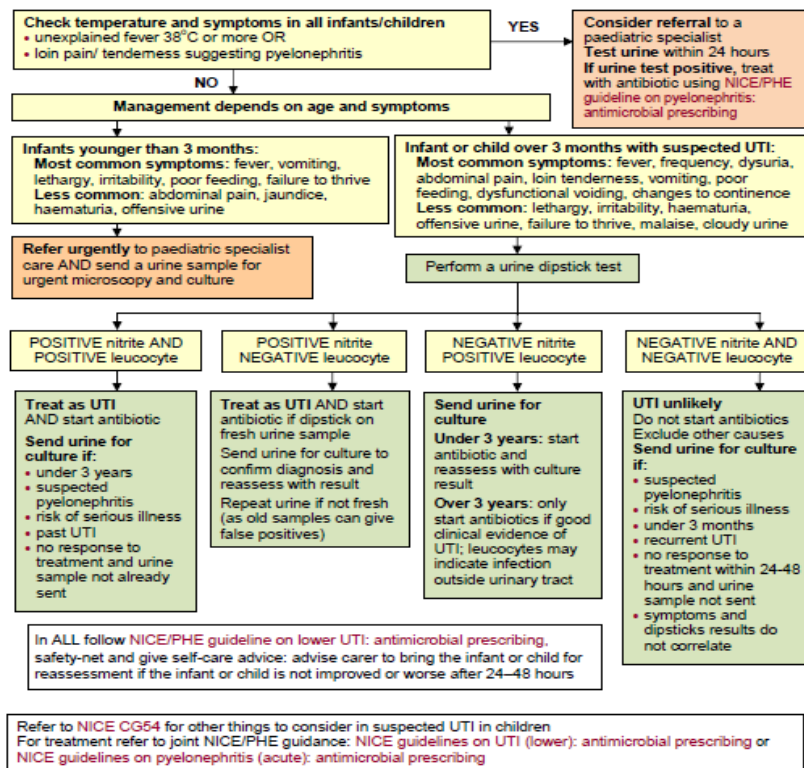 Check temperature and symptoms in all infants/children
• unexplained fever 38°C or more OR
• loin pain/ tenderness suggesting pyelonephritis
YES
Consider referral to a
paediatric specialist
Test urine within 24 hours
If urine test positive, treat
with antibiotic using NICE/PHE
guideline on pyelonephritis:
antimicrobial prescribing
NO
Management depends on age and symptoms
Infants younger than 3 months:
Most common symptoms: fever, vomiting,
lethargy, irritability, poor feeding, failure to thrive
Less common: abdominal pain, jaundice,
haematuria, offensive urine
Infant or child over 3 months with suspected UTI:
Most common symptoms: fever, frequency, dysuria,
abdominal pain, loin tenderness, vomiting, poor
feeding, dysfunctional voiding, changes to continence
Less common: lethargy, irritability, haematuria,
offensive urine, failure to thrive, malaise, cloudy urine
Refer urgently to paediatric specialist
care AND send a urine sample for
urgent microscopy and culture
Perform a urine dipstick test
POSITIVE nitrite AND
POSITIVE leucocyte
POSITIVE nitrite
NEGATIVE leucocyte
NEGATIVE nitrite
POSITIVE leucocyte
NEGATIVE nitrite AND
NEGATIVE leucocyte
Treat as UTI
AND start antibiotic
Send urine for
culture if:
• under 3 years
• suspected
pyelonephritis
• risk of serious illness
• past UTI
• no response to
treatment and urine
sample not already
sent
Treat as UTI AND start
antibiotic if dipstick on
fresh urine sample
Send urine for culture to
confirm diagnosis and
reassess with result
Repeat urine if not fresh
(as old samples can give
false positives)
Send urine for
culture
Under 3 years: start
antibiotic and
reassess with culture
result
Over 3 years: only
start antibiotics if good
clinical evidence of
UTI; leucocytes may
indicate infection
outside urinary tract
UTI unlikely
Do not start antibiotics
Exclude other causes
Send urine for culture
if:
• suspected
pyelonephritis
• risk of serious illness
• under 3 months
• recurrent UTI
• no response to
treatment within 24-48
hours and urine
sample not sent
• symptoms and
dipsticks results do
not correlate
In ALL follow NICE/PHE guideline on lower UTI: antimicrobial prescribing,
safety-net and give self-care advice: advise carer to bring the infant or child for
reassessment if the infant or child is not improved or worse after 24–48 hours
Refer to NICE CG54 for other things to consider in suspected UTI in children
For treatment refer to joint NICE/PHE guidance: NICE guidelines on UTI (lower): antimicrobial prescribing or
NICE guidelines on pyelonephritis (acute): antimicrobial prescribing